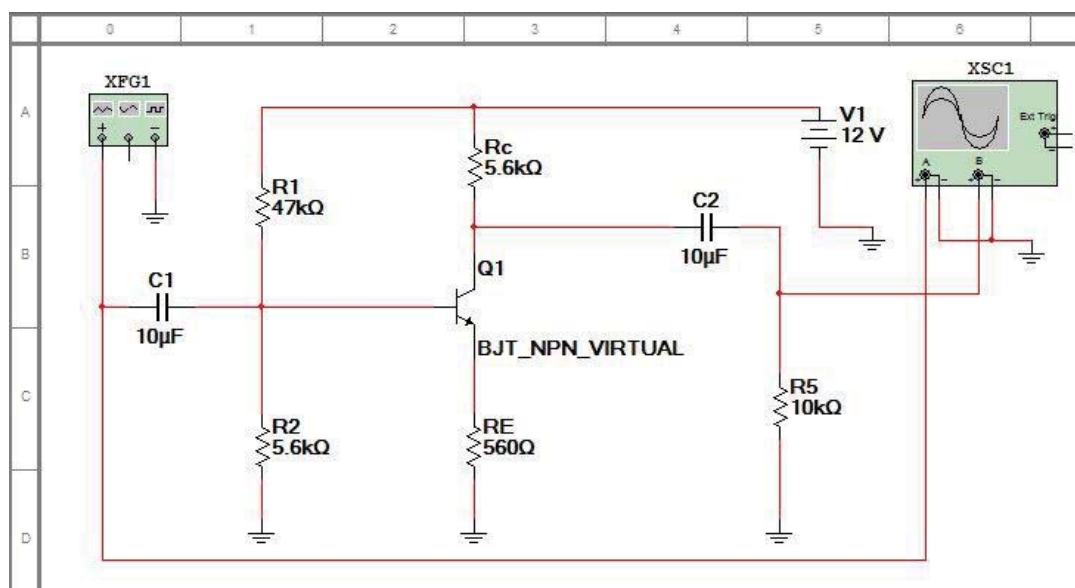 0 1 2 3 4 5 6
XFG1
XSC1
A
V1
12 V
Ext Trig
Rc
5.6kΩ
R1
47kΩ
A B
B
C2
10µF
Q1
C1
10µF
BJT_NPN_VIRTUAL
C
R5
10kΩ
R2
5.6kΩ
RE
560Ω
D